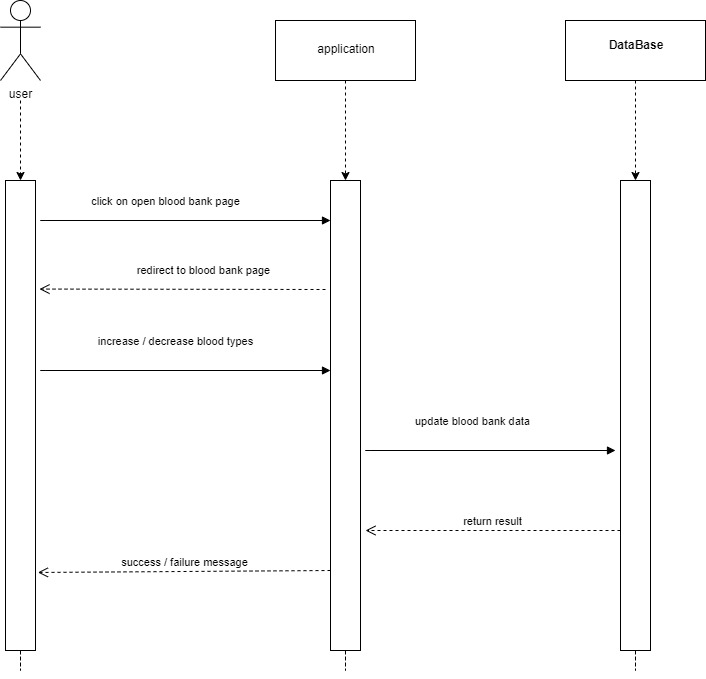 application
DataBase
user
click on open blood bank page
redirect to blood bank page
increase / decrease blood types
update blood bank data
return result
success / failure message